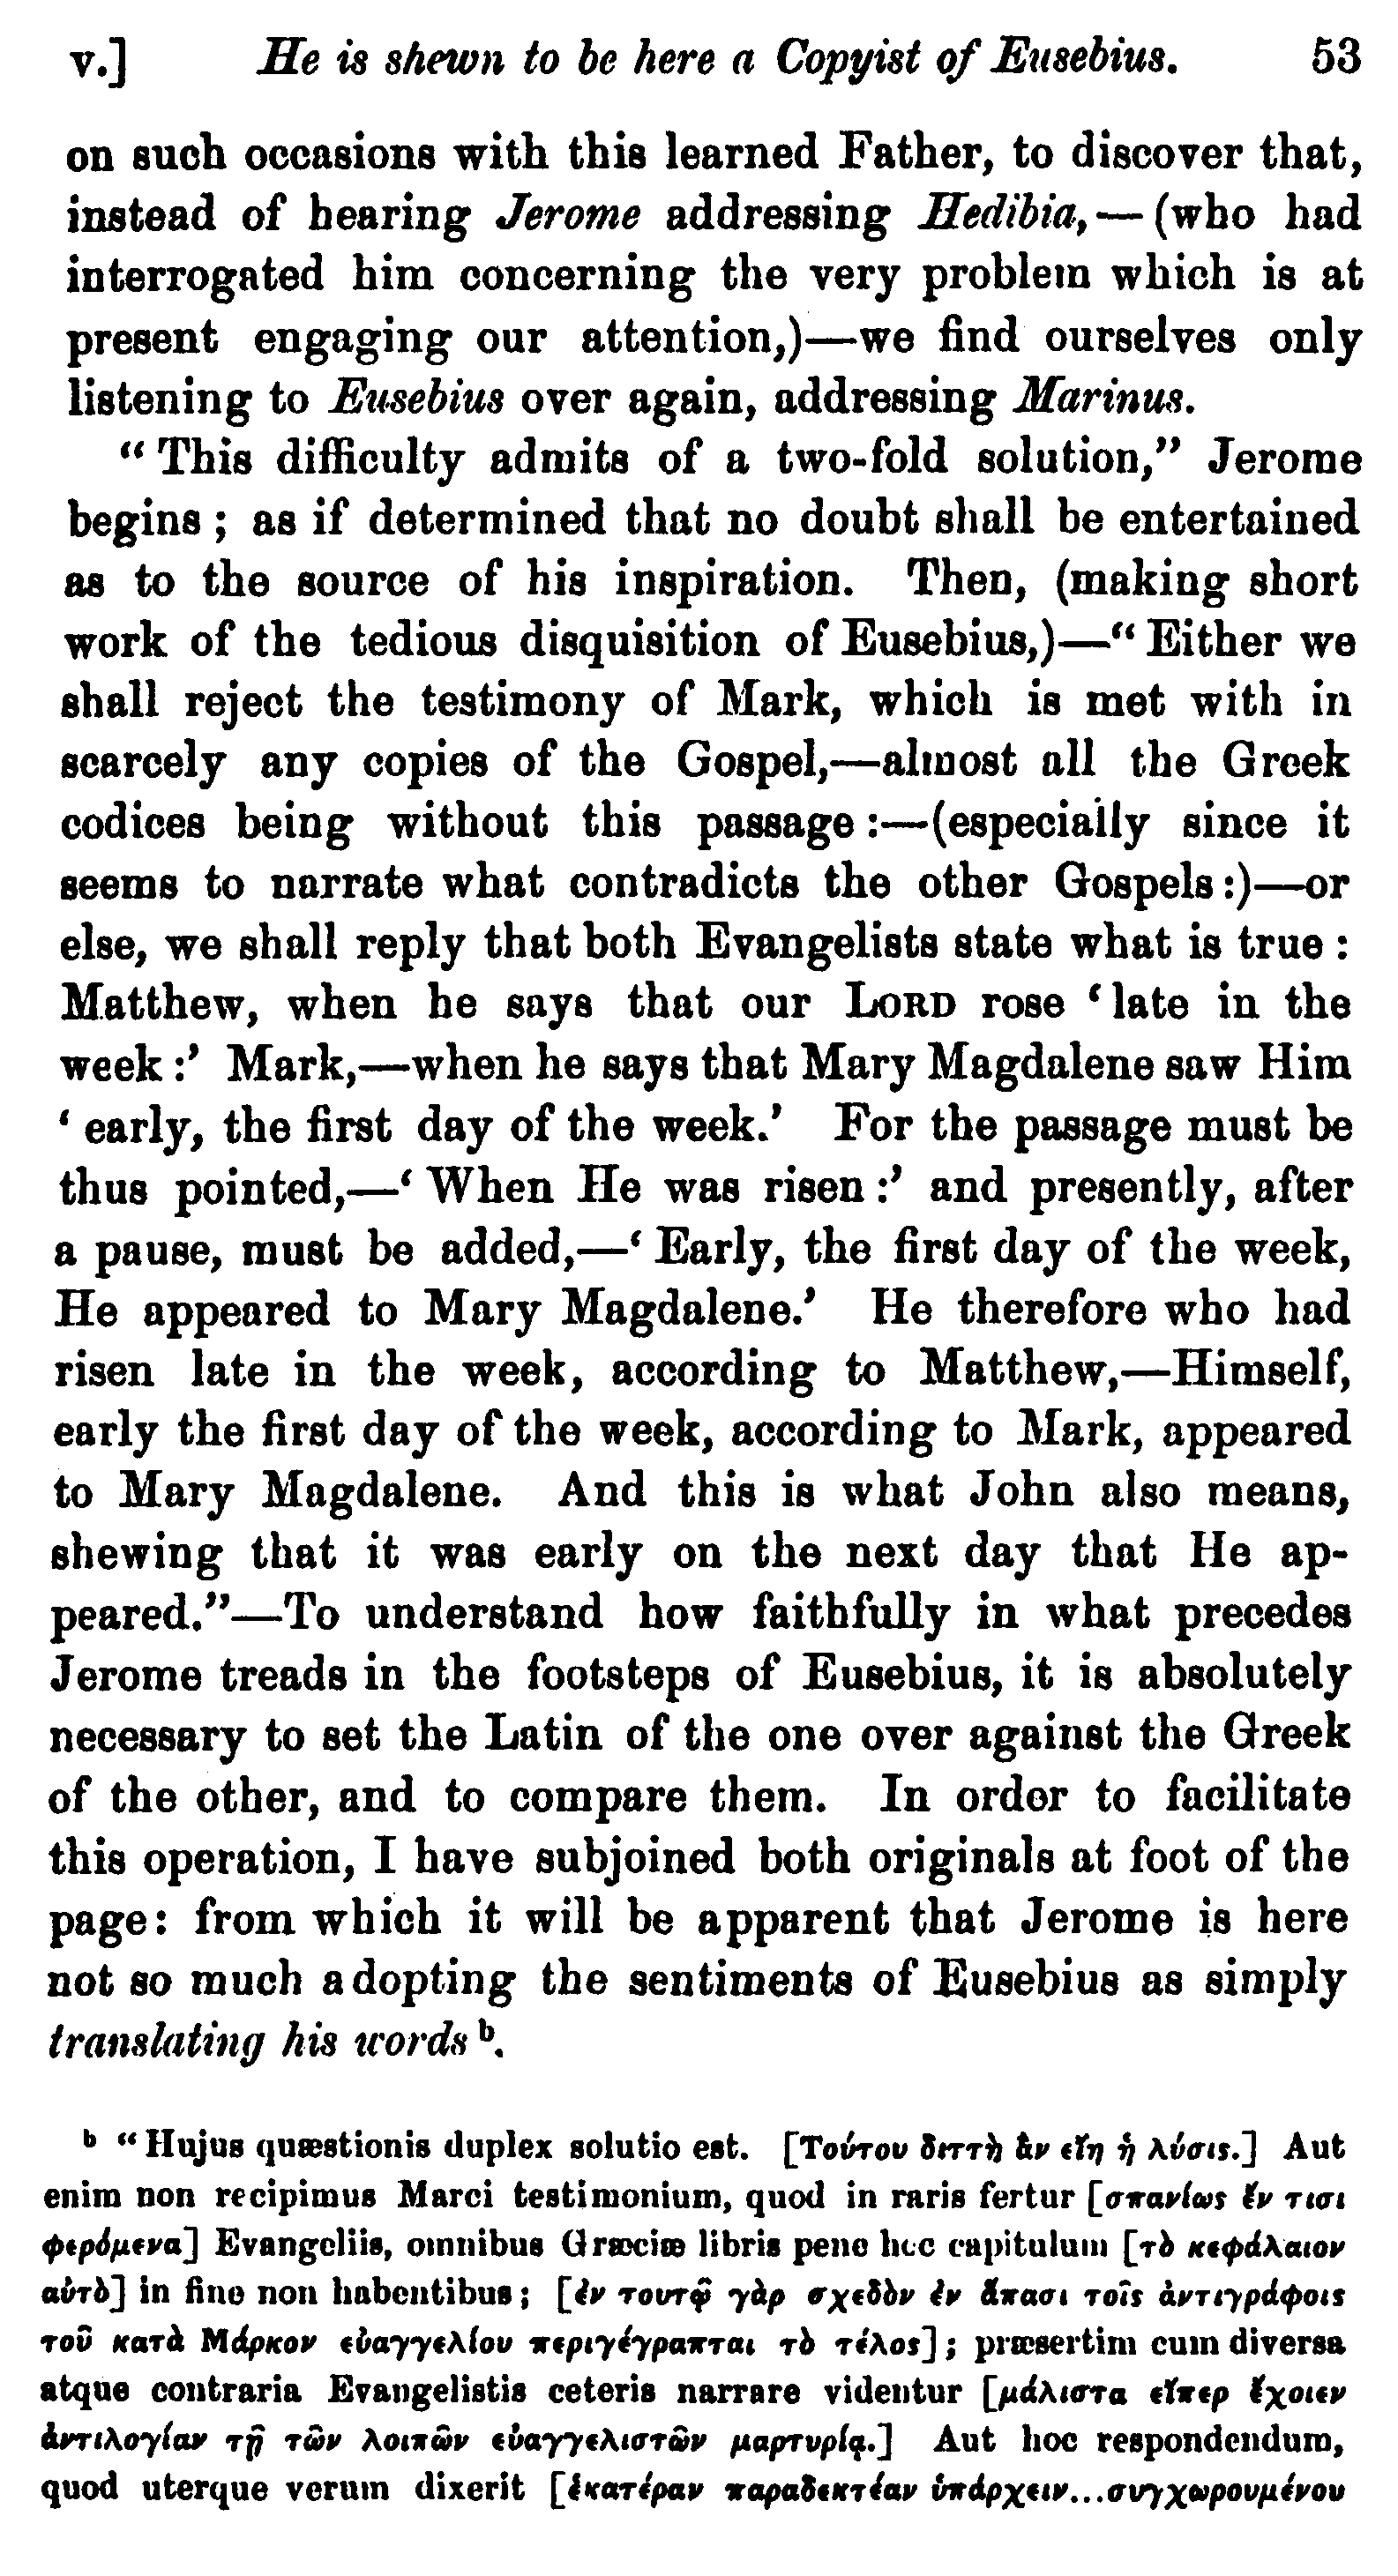 v.] He is shewn to be here a Copyist of Eusebius. 53
on such occasions with this learned Father, to discover that,
instead of hearing Jerome addressing Hedibia,—(who had
interrogated him concerning the very problem which is at
present engaging our attention,)—we find ourselves only
listening to Eusebius over again, addressing Marinus.
“This difficulty admits of a two-fold solution,” Jerome
begins; as if determined that no doubt shall be entertained
as to the source of his inspiration. Then, (making short
work of the tedious disquisition of Eusebius,)—“Either we
shall reject the testimony of Mark, which is met with in
scarcely any copies of the Gospel,—almost all the Greek
codices being without this passage:—(especially since it
seems to narrate what contradicts the other Gospels:)—or
else, we shall reply that both Evangelists state what is true:
Matthew, when he says that our LORD rose ‘late in the
week:’ Mark,—when he says that Mary Magdalene saw Him
‘early, the first day of the week.’ For the passage must be
thus pointed,—‘When He was risen:’ and presently, after
a pause, must be added,—‘Early, the first day of the week,
He appeared to Mary Magdalene.’ He therefore who had
risen late in the week, according to Matthew,—Himself,
early the first day of the week, according to Mark, appeared
to Mary Magdalene. And this is what John also means,
shewing that it was early on the next day that He ap-
peared.”—To understand how faithfully in what precedes
Jerome treads in the footsteps of Eusebius, it is absolutely
necessary to set the Latin of the one over against the Greek
of the other, and to compare them. In order to facilitate
this operation, I have subjoined both originals at foot of the
page: from which it will be apparent that Jerome is here
not so much adopting the sentiments of Eusebius as simply
translating his words b.
b “Hujus quæstionis duplex solutio est. [Τούτου διττὴ ἂν εἴη ἡ λύσις.] Aut
enim non recipimus Marci testimonium, quod in raris fertur [σπανίως ἔν τισι
φερόμενα] Evangeliis, omnibus Græciæ libris pene hoc capitulum [τὸ κεφάλαιον
αὐτὸ] in fine non habentibus; [ἐν τουτῷ γὰρ σχεδὸν ἐν ἅπασι τοῖς ἀντιγράφοις
τοῦ κατὰ Μάρκον εὐαγγελίου περιγέγραπται τὸ τέλος]; præsertim cum diversa
atque contraria Evangelistis ceteris narrare videntur [μάλιστα εἴπερ ἔχοιεν
ἀντιλογίαν τῇ τῶν λοιπῶν εὐαγγελιστῶν μαρτυρίᾳ.] Aut hoc respondendum,
quod uterque verum dixerit [ἑκατέραν παραδεκτέαν ὑπάρχειν...συγχωρουμένου